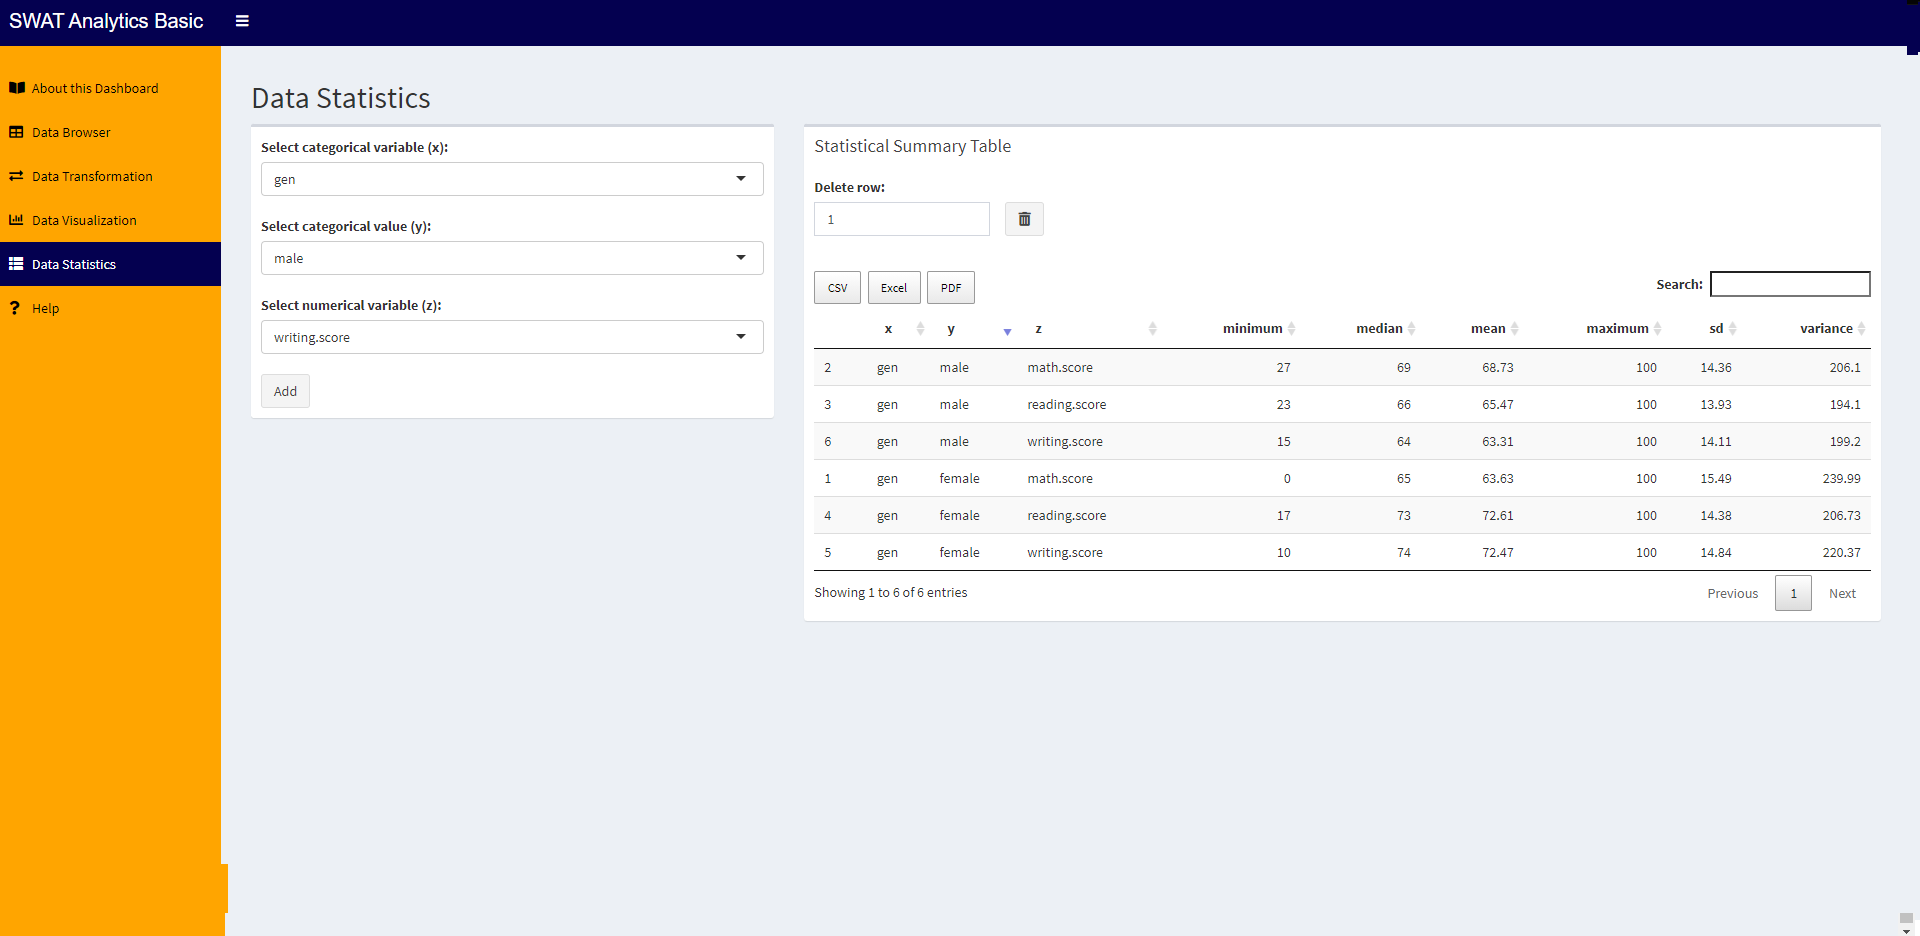 SWAT Analytics Basic
About this Dashboard
Data Browser
Data Transformation
Data Visualization
Data Statistics
Help
Data Statistics
Select categorical variable (x):
gen
Select categorical value (y):
male
Select numerical variable (z):
writing.score
Add
Statistical Summary Table
Delete row:
1
CSV Excel PDF
Search:
x y z minimum median mean maximum sd variance
2 gen male math.score 27 69 68.73 100 14.36 206.1
3 gen male reading.score 23 66 65.47 100 13.93 194.1
6 gen male writing.score 15 64 63.31 100 14.11 199.2
1 gen female math.score 0 65 63.63 100 15.49 239.99
4 gen female reading.score 17 73 72.61 100 14.38 206.73
5 gen female writing.score 10 74 72.47 100 14.84 220.37
Showing 1 to 6 of 6 entries
Previous 1 Next